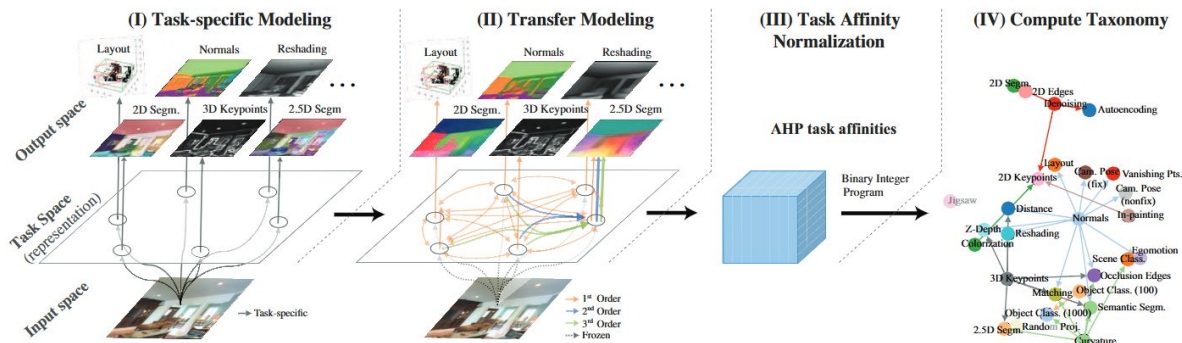 (I) Task-specific Modeling
(II) Transfer Modeling
(III) Task Affinity
Normalization
(IV) Compute Taxonomy
Output space
Task Space
(representation)
Input space
Layout
Normals
Reshading
...
2D Segm.
3D Keypoints
2.5D Segm
Task-specific
Layout
Normals
Reshading
...
2D Segm.
3D Keypoints
2.5D Segm
1st Order
2nd Order
3rd Order
Frozen
AHP task affinities
Binary Integer
Program
2D Segm.
2D Edges
Denoising
Autoencoding
Layout
2D Keypoints
Cam. Pose
(fix)
Vanishing Pts.
Cam. Pose
(nonfix)
Jigsaw
Distance
Normals
In-painting
Z-Depth
Reshading
Colorization
Egomotion
Scene Class.
3D Keypoints
Occlusion Edges
Matching
Object Class. (100)
Object Class. (1000)
Semantic Segm.
2.5D Segm.
Random Proj.
Curvature